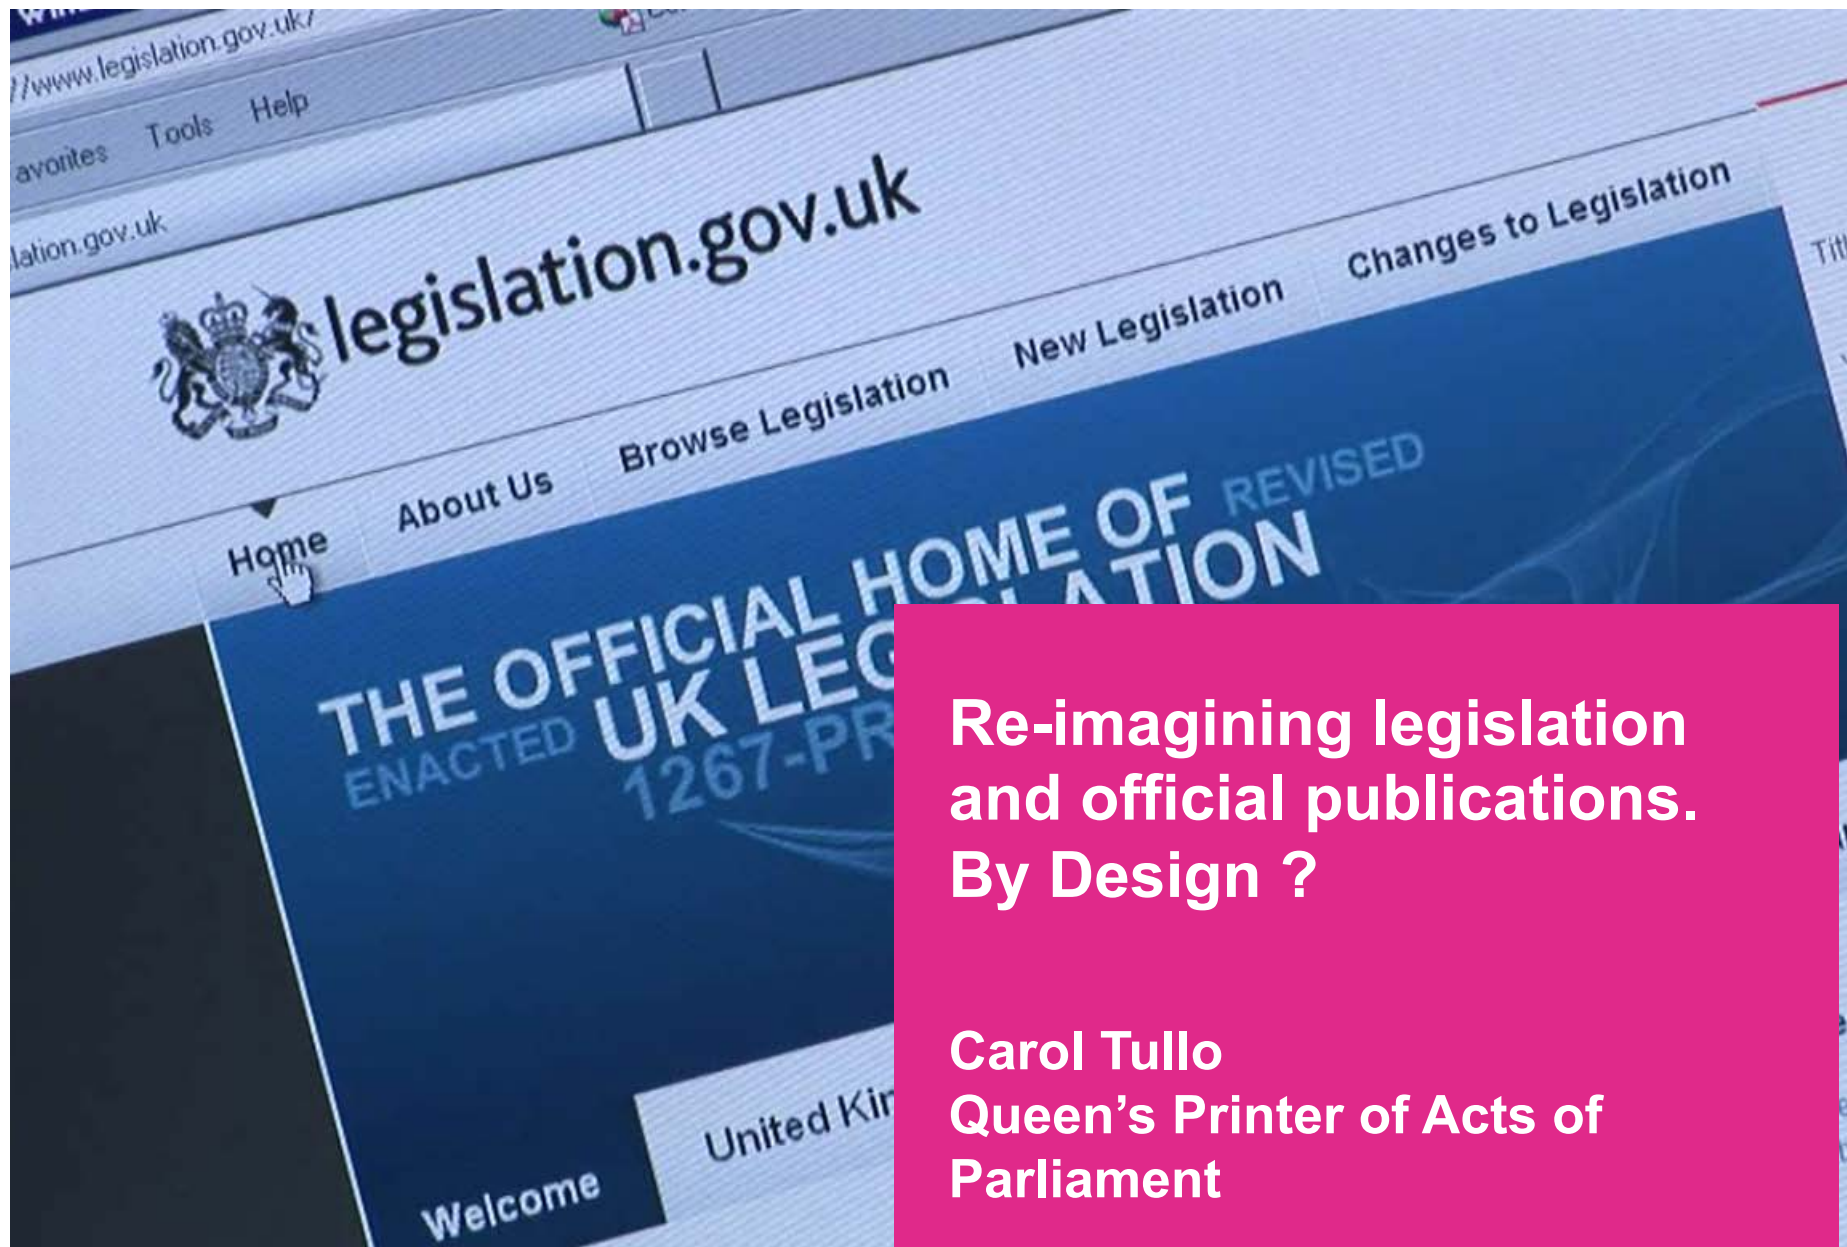 //www.legislation.gov.uk/
avorites Tools Help
lation.gov.uk
legislation.gov.uk
Home About Us Browse Legislation New Legislation Changes to Legislation
THE OFFICIAL HOME OF REVISED
ENACTED UK LEG LATION
1267-PR
Welcome United Kin
Re-imagining legislation
and official publications.
By Design ?
Carol Tullo
Queen’s Printer of Acts of
Parliament